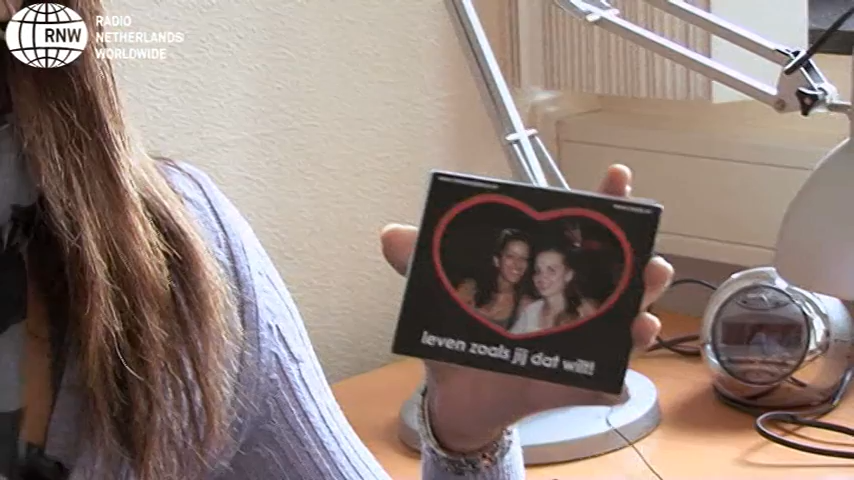 RNW
RADIO
NETHERLANDS
WORLDWIDE
leven zoals jij dat wilt!